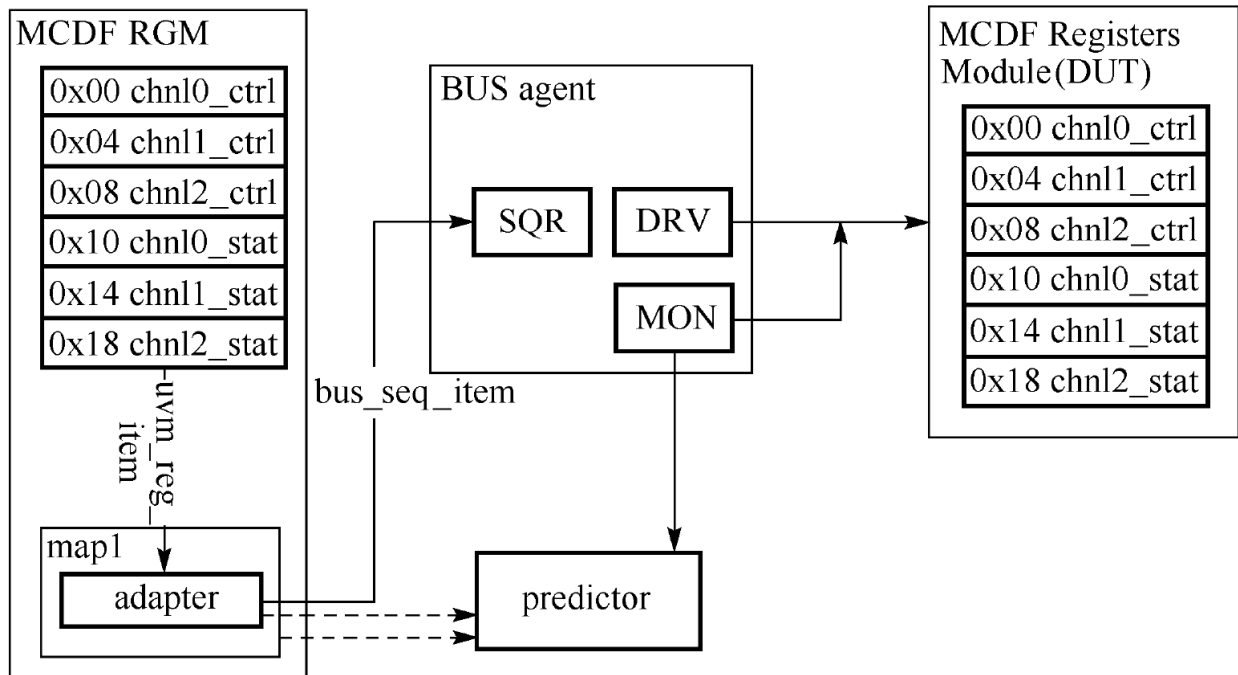 MCDF RGM
0x00 chnl0_ctrl
0x04 chnl1_ctrl
0x08 chnl2_ctrl
0x10 chnl0_stat
0x14 chnl1_stat
0x18 chnl2_stat
uvm_reg_
item
map1
adapter
bus_seq_item
BUS agent
SQR
DRV
MON
predictor
MCDF Registers
Module(DUT)
0x00 chnl0_ctrl
0x04 chnl1_ctrl
0x08 chnl2_ctrl
0x10 chnl0_stat
0x14 chnl1_stat
0x18 chnl2_stat